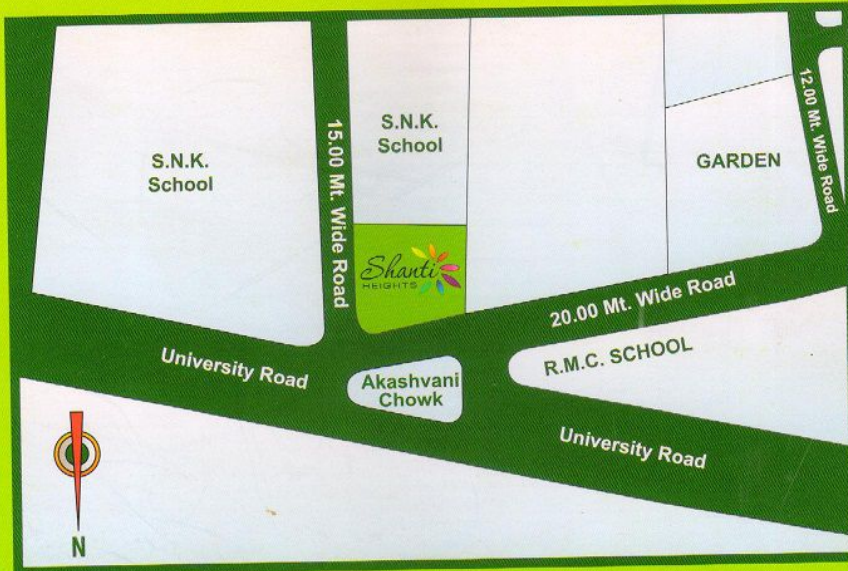 S.N.K.
School
15.00 Mt. Wide Road
S.N.K.
School
GARDEN
12.00 Mt. Wide Road
Shanti
HEIGHTS
20.00 Mt. Wide Road
R.M.C. SCHOOL
University Road
Akashvani
Chowk
University Road
N